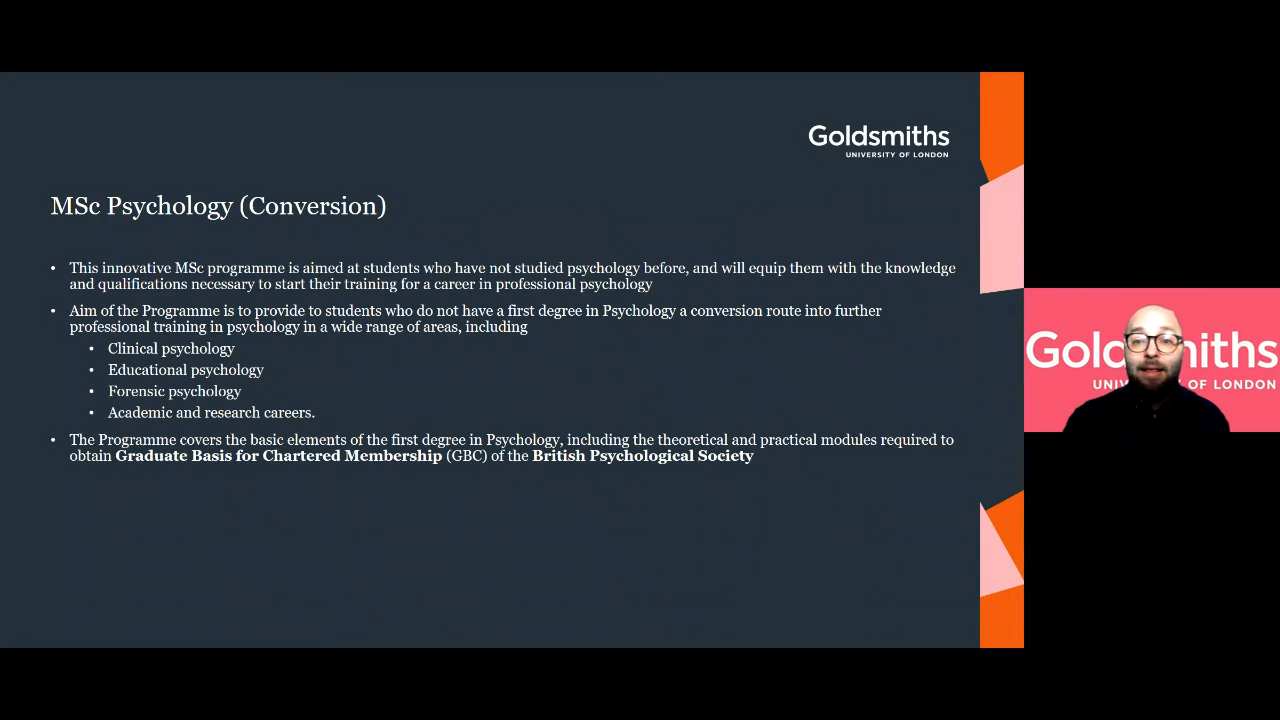 Goldsmiths
UNIVERSITY OF LONDON
MSc Psychology (Conversion)
• This innovative MSc programme is aimed at students who have not studied psychology before, and will equip them with the knowledge
and qualifications necessary to start their training for a career in professional psychology
• Aim of the Programme is to provide to students who do not have a first degree in Psychology a conversion route into further
professional training in psychology in a wide range of areas, including
• Clinical psychology
• Educational psychology
• Forensic psychology
• Academic and research careers.
• The Programme covers the basic elements of the first degree in Psychology, including the theoretical and practical modules required to
obtain Graduate Basis for Chartered Membership (GBC) of the British Psychological Society
Gol miths
UNIV Y OF LONDON